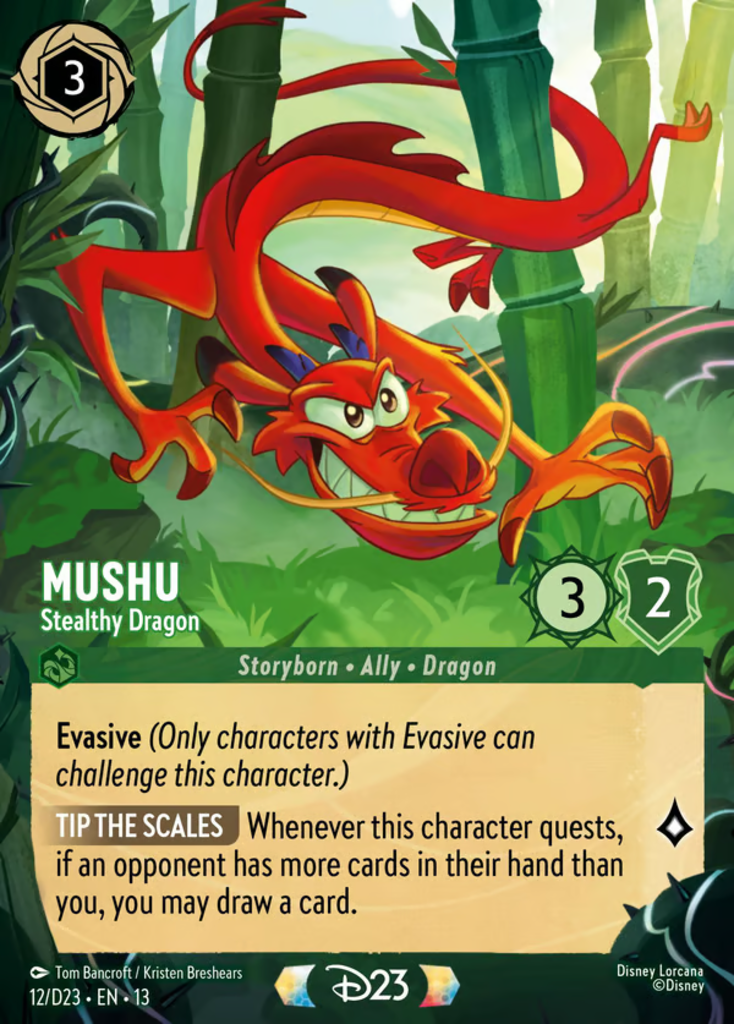 3
MUSHU
Stealthy Dragon
3
2
Storyborn • Ally • Dragon
Evasive (Only characters with Evasive can
challenge this character.)
TIP THE SCALES Whenever this character quests,
if an opponent has more cards in their hand than
you, you may draw a card.
Tom Bancroft / Kristen Breshears
12/D23 • EN • 13
D23
Disney Lorcana
©Disney